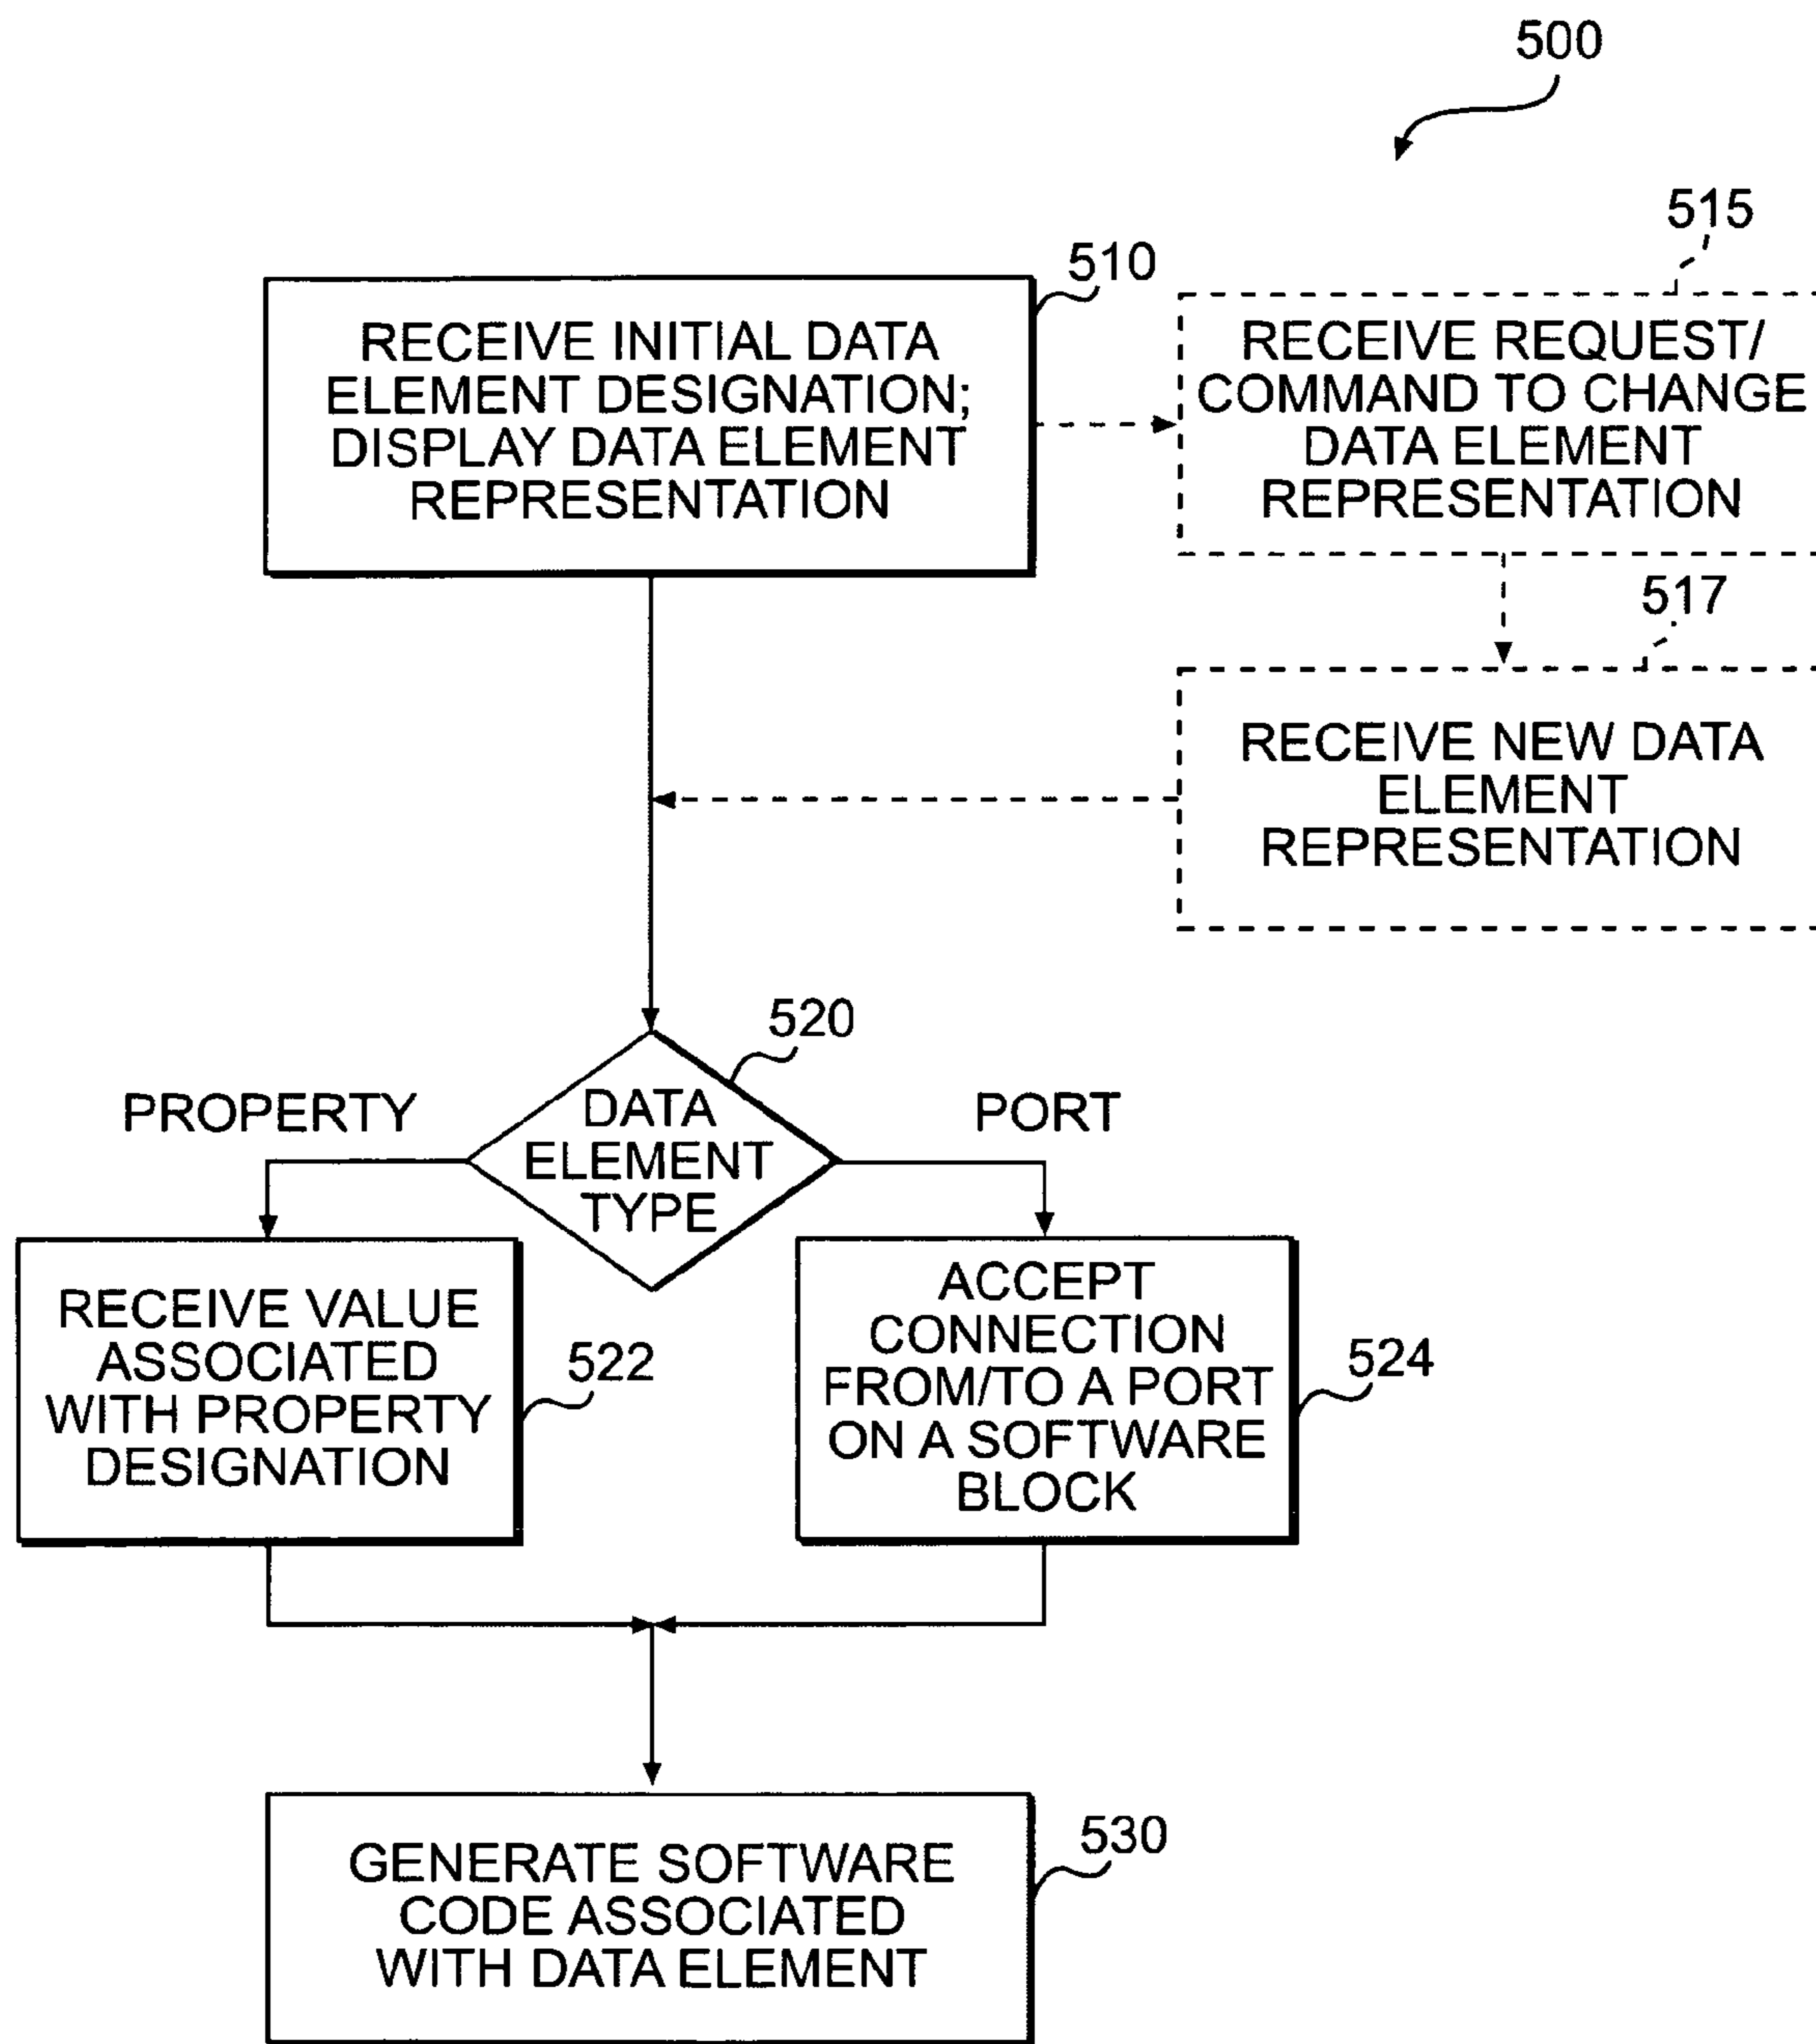 500
515
510
RECEIVE INITIAL DATA
ELEMENT DESIGNATION;
DISPLAY DATA ELEMENT
REPRESENTATION
RECEIVE REQUEST/
COMMAND TO CHANGE
DATA ELEMENT
REPRESENTATION
517
RECEIVE NEW DATA
ELEMENT
REPRESENTATION
520
PROPERTY
DATA
ELEMENT
TYPE
PORT
RECEIVE VALUE
ASSOCIATED
WITH PROPERTY
DESIGNATION
522
ACCEPT
CONNECTION
FROM/TO A PORT
ON A SOFTWARE
BLOCK
524
530
GENERATE SOFTWARE
CODE ASSOCIATED
WITH DATA ELEMENT